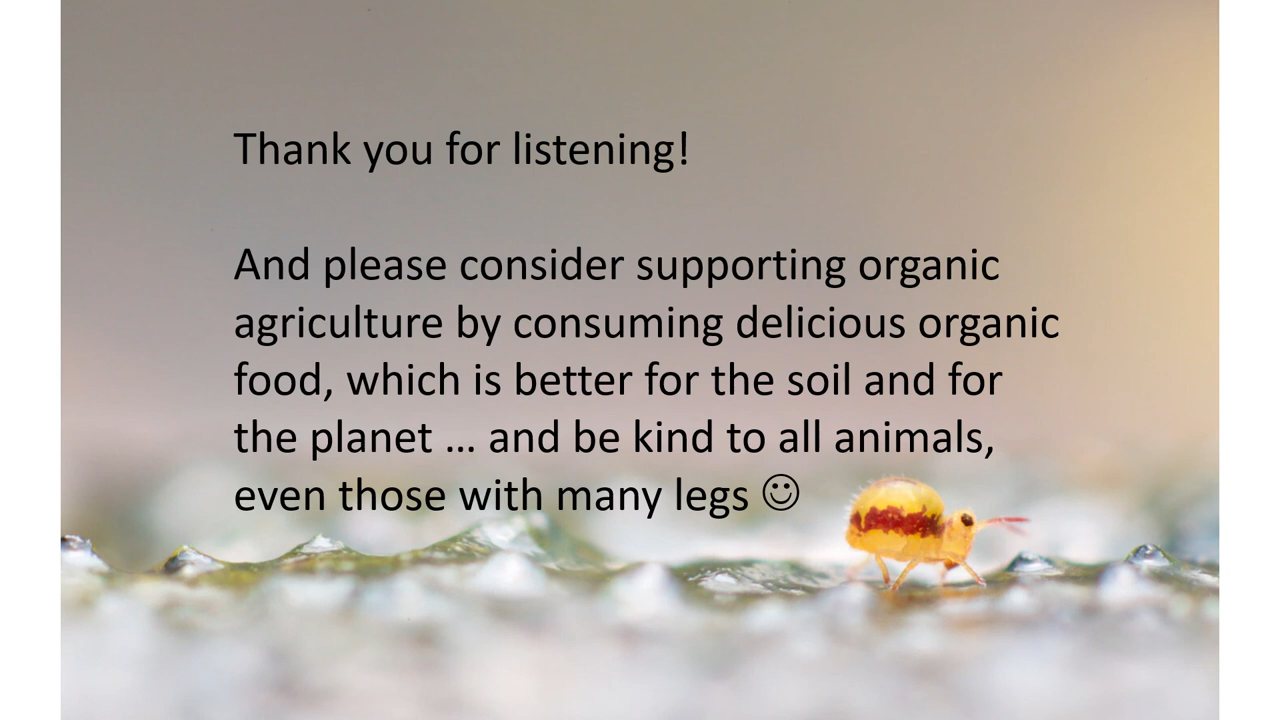 Thank you for listening!
And please consider supporting organic
agriculture by consuming delicious organic
food, which is better for the soil and for
the planet … and be kind to all animals,
even those with many legs ☺